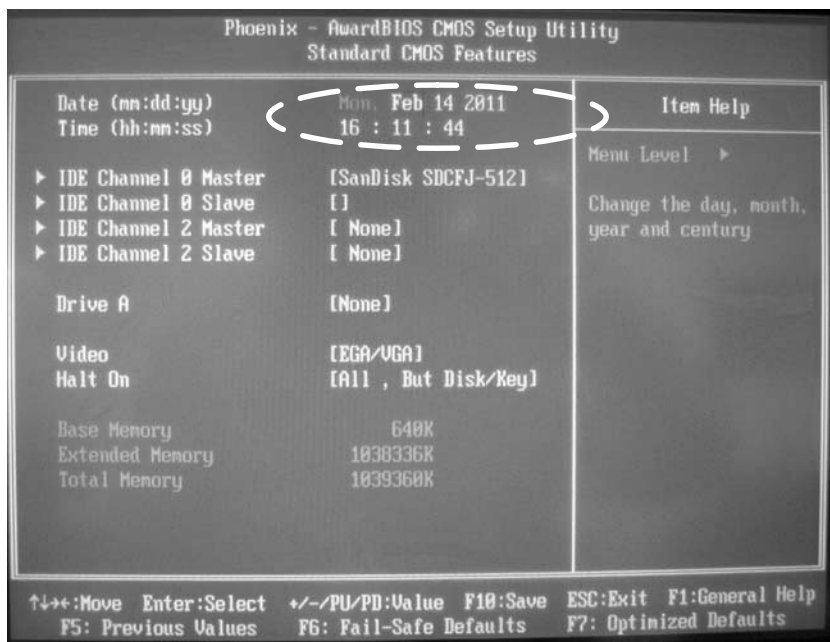 Phoenix - AwardBIOS CMOS Setup Utility
Standard CMOS Features
Date (mm:dd:yy) Mon, Feb 14 2011
Time (hh:mm:ss) 16 : 11 : 44
IDE Channel 0 Master [SanDisk SDCFJ-512]
IDE Channel 0 Slave []
IDE Channel 2 Master [ None]
IDE Channel 2 Slave [ None]
Drive A [None]
Video [EGA/VGA]
Halt On [All , But Disk/Key]
Base Memory 640K
Extended Memory 1038336K
Total Memory 1039360K
Item Help
Menu Level ▸
Change the day, month,
year and century
↑↓→←:Move Enter:Select +/-/PU/PD:Value F10:Save ESC:Exit F1:General Help
F5: Previous Values F6: Fail-Safe Defaults F7: Optimized Defaults